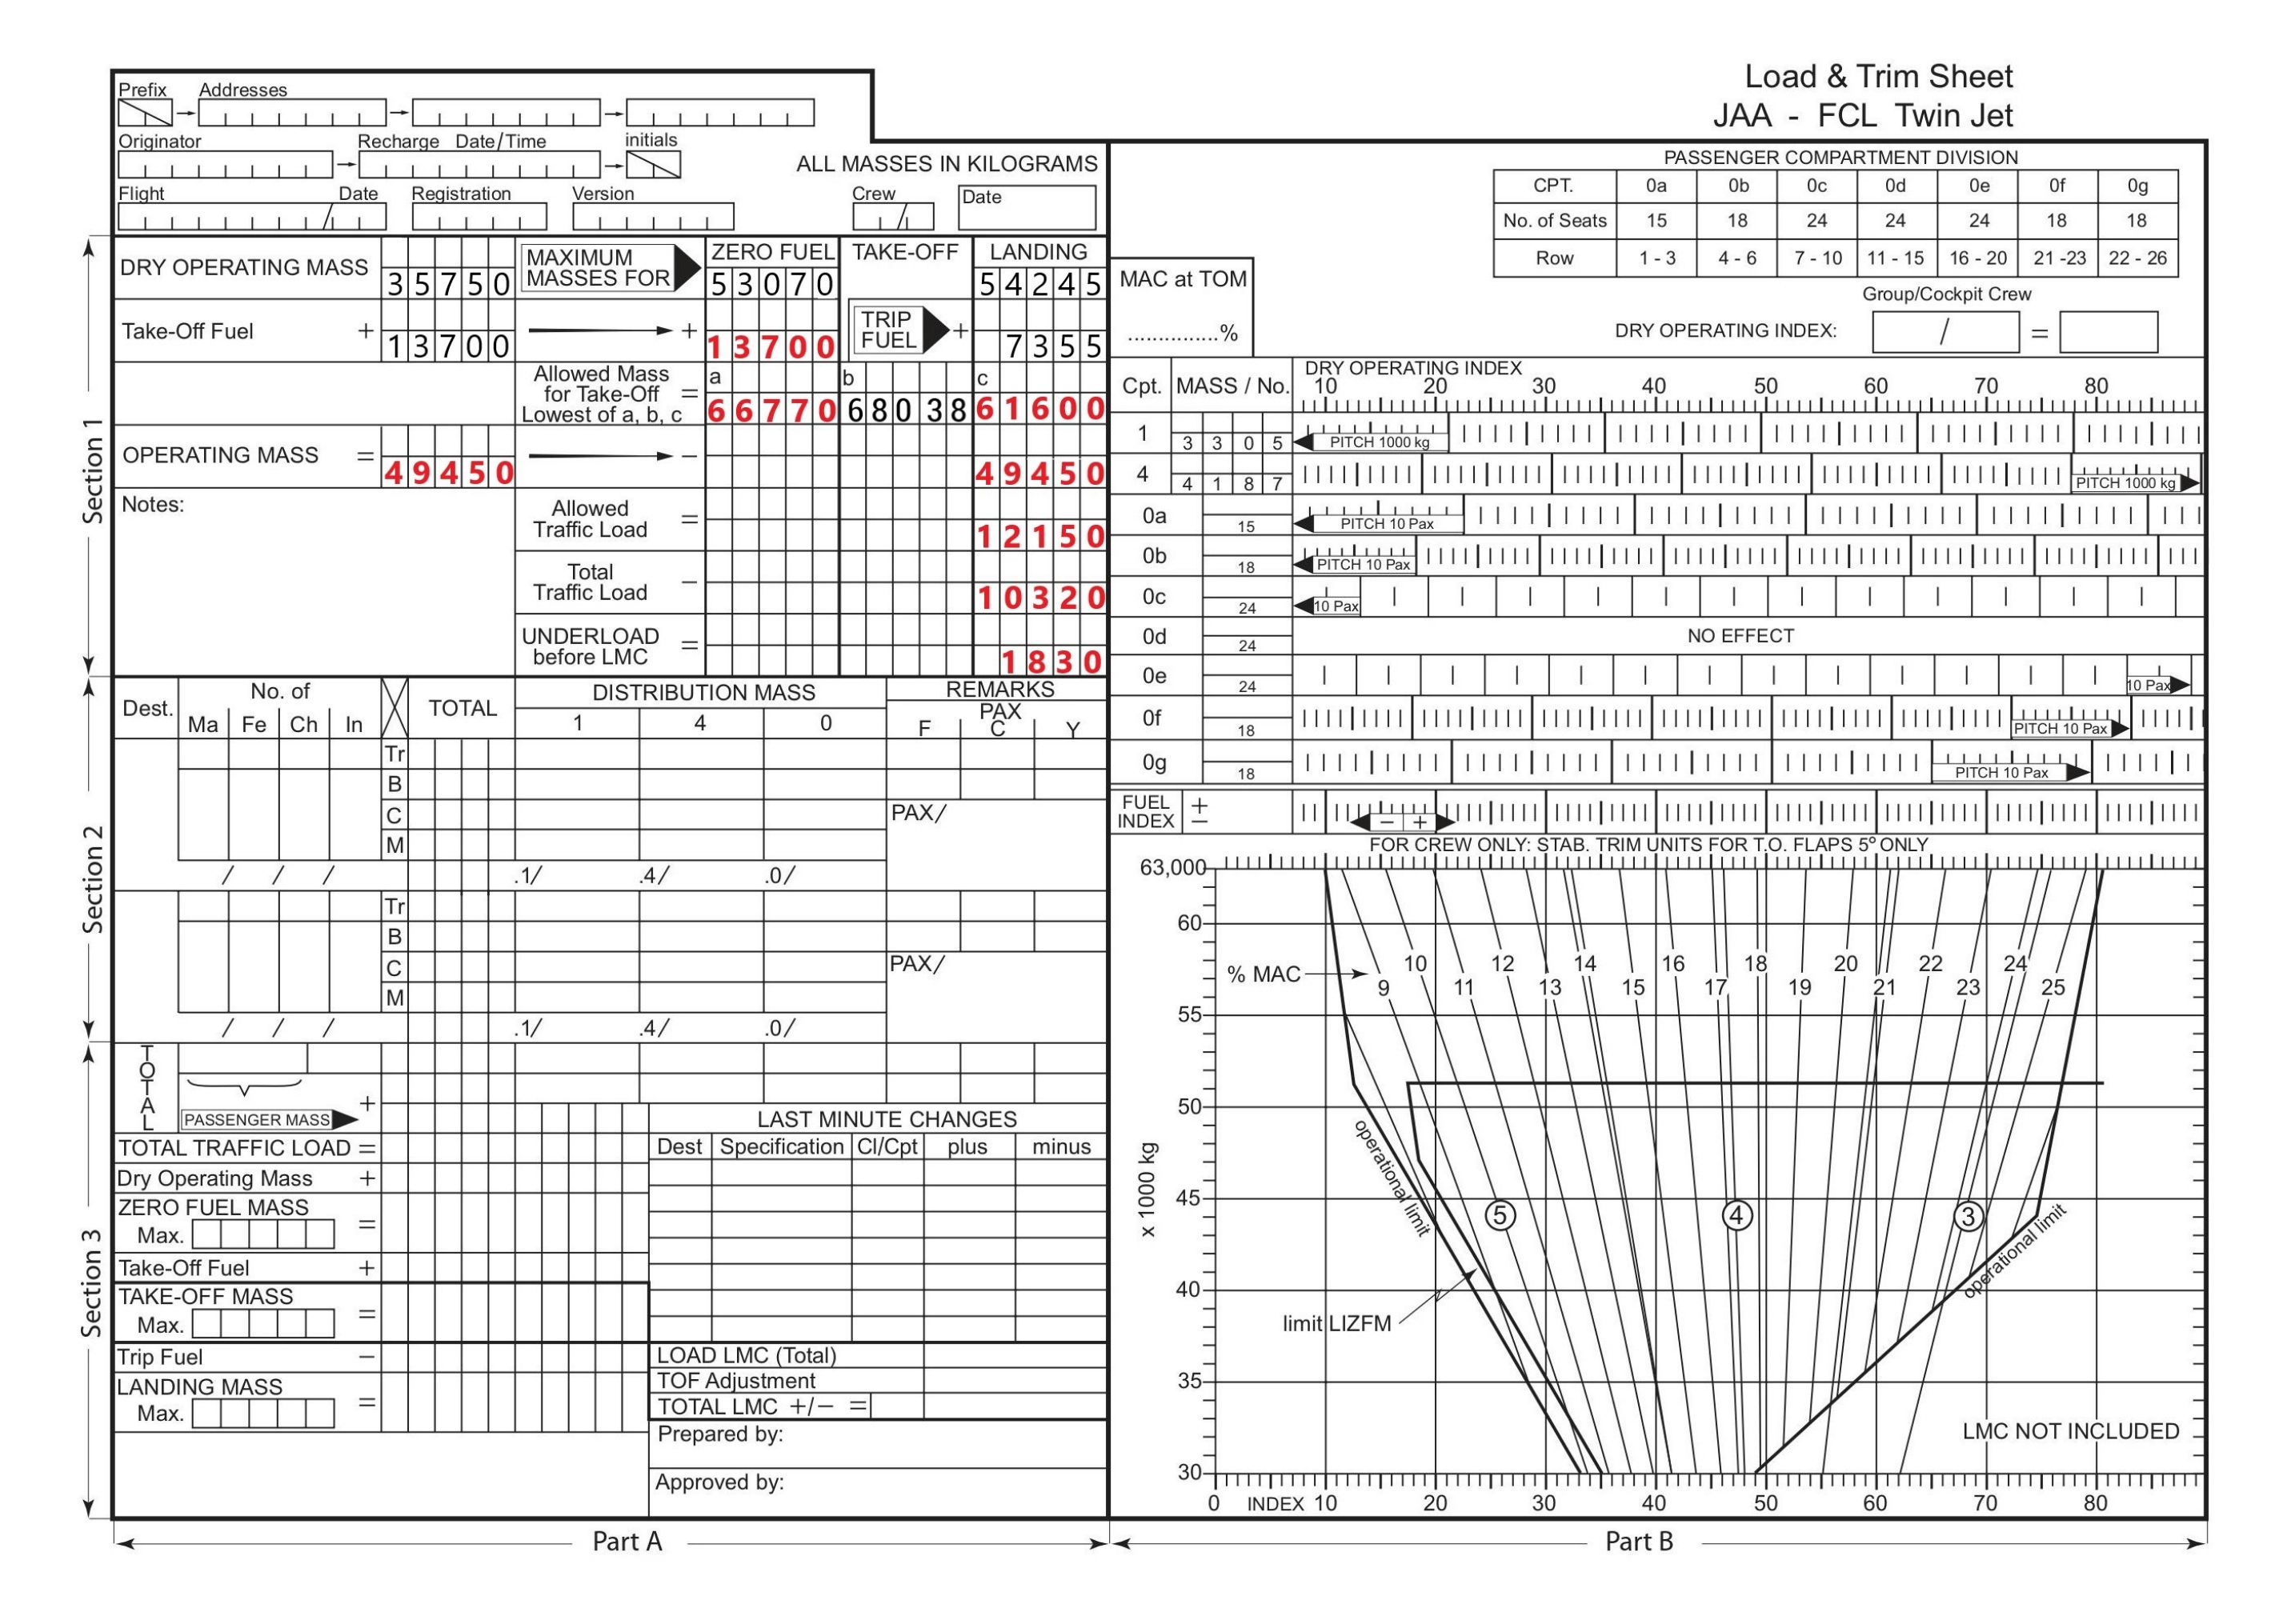 Load & Trim Sheet
JAA - FCL Twin Jet
Prefix Addresses
Originator Recharge Date/Time initials
ALL MASSES IN KILOGRAMS
Flight Date Registration Version Crew Date
PASSENGER COMPARTMENT DIVISION
CPT. 0a 0b 0c 0d 0e 0f 0g
No. of Seats 15 18 24 24 24 18 18
Row 1 - 3 4 - 6 7 - 10 11 - 15 16 - 20 21 -23 22 - 26
Group/Cockpit Crew
DRY OPERATING INDEX: / =
MAC at TOM
...............%
Section 1
DRY OPERATING MASS 35750 MAXIMUM MASSES FOR ZERO FUEL 53070 TAKE-OFF LANDING 54245
Take-Off Fuel + 13700 + 13700 TRIP FUEL + 7355
Allowed Mass for Take-Off Lowest of a, b, c = a 66770 b 68038 c 61600
OPERATING MASS = 49450 − 49450
Notes:
Allowed Traffic Load = 12150
Total Traffic Load − 10320
UNDERLOAD before LMC = 1830
Section 2
Dest. No. of TOTAL DISTRIBUTION MASS REMARKS
Ma Fe Ch In 1 4 0 PAX
F C Y
Tr
B
C PAX/
M
/ / / .1/ .4/ .0/
Tr
B
C PAX/
M
/ / / .1/ .4/ .0/
Section 3
TOTAL
PASSENGER MASS +
TOTAL TRAFFIC LOAD =
Dry Operating Mass +
ZERO FUEL MASS
Max. =
Take-Off Fuel +
TAKE-OFF MASS
Max. =
Trip Fuel −
LANDING MASS
Max. =
LAST MINUTE CHANGES
Dest Specification Cl/Cpt plus minus
LOAD LMC (Total)
TOF Adjustment
TOTAL LMC +/− =
Prepared by:
Approved by:
Part A
Cpt. MASS / No. DRY OPERATING INDEX
10 20 30 40 50 60 70 80
1 3305 PITCH 1000 kg
4 4187 PITCH 1000 kg
0a 15 PITCH 10 Pax
0b 18 PITCH 10 Pax
0c 24 10 Pax
0d 24 NO EFFECT
0e 24 10 Pax
0f 18 PITCH 10 Pax
0g 18 PITCH 10 Pax
FUEL INDEX + − − +
FOR CREW ONLY: STAB. TRIM UNITS FOR T.O. FLAPS 5° ONLY
63,000
60
% MAC 9 10 11 12 13 14 15 16 17 18 19 20 21 22 23 24 25
55
50
operational limit
x 1000 kg
45 5 4 3
operational limit
40
limit LIZFM
35
LMC NOT INCLUDED
30
0 INDEX 10 20 30 40 50 60 70 80
Part B